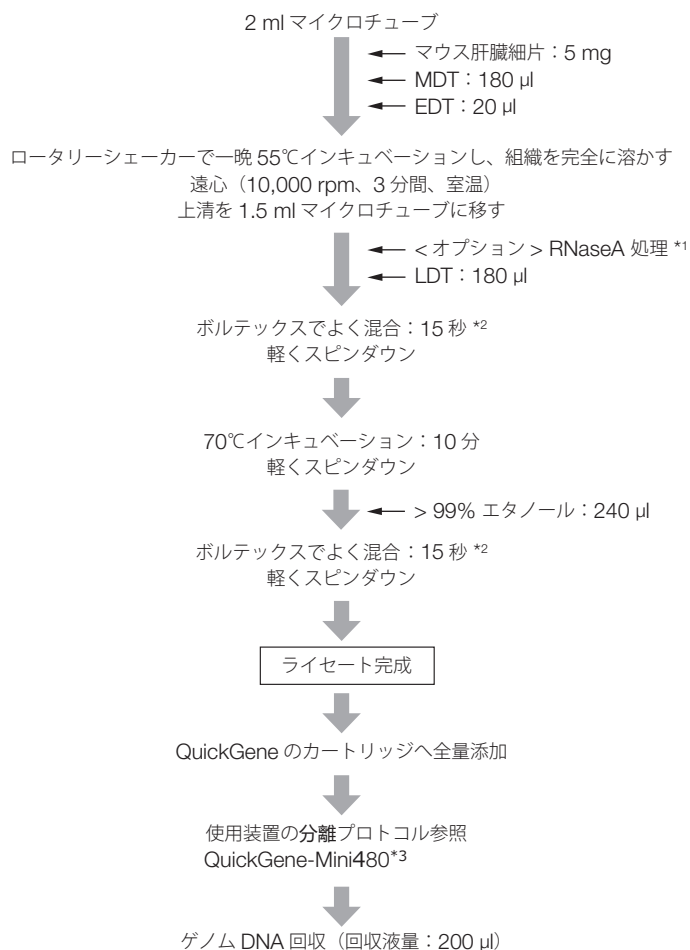 2 ml マイクロチューブ
マウス肝臓細片：5 mg
MDT：180 µl
EDT：20 µl
ロータリーシェーカーで一晩 55℃インキュベーションし、組織を完全に溶かす
遠心（10,000 rpm、3 分間、室温）
上清を 1.5 ml マイクロチューブに移す
< オプション > RNaseA 処理 *1
LDT：180 µl
ボルテックスでよく混合：15 秒 *2
軽くスピンダウン
70℃インキュベーション：10 分
軽くスピンダウン
> 99% エタノール：240 µl
ボルテックスでよく混合：15 秒 *2
軽くスピンダウン
ライセート完成
QuickGene のカートリッジへ全量添加
使用装置の分離プロトコル参照
QuickGene-Mini480*3
ゲノム DNA 回収（回収液量：200 µl）